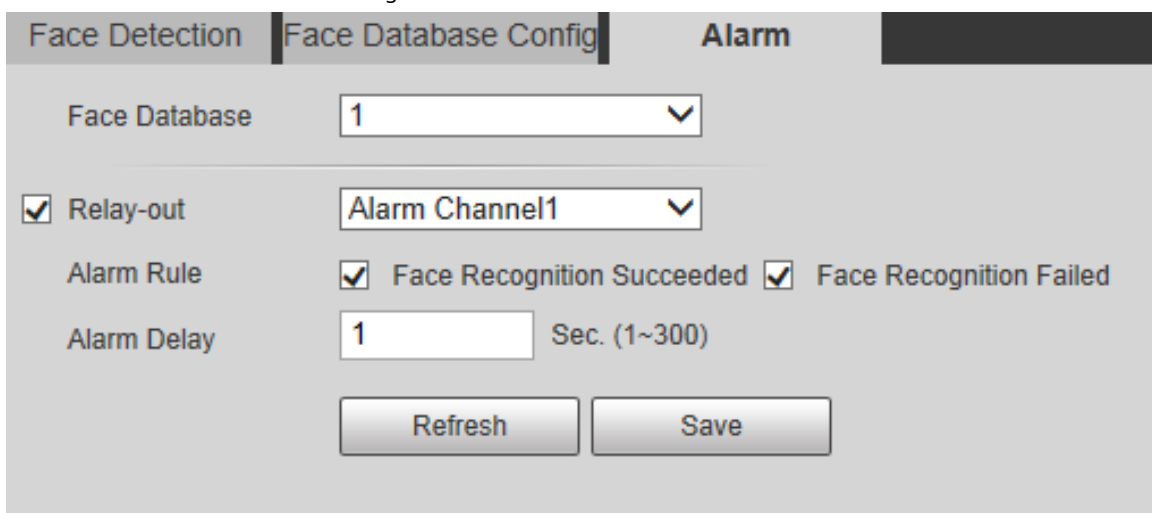 Face Detection Face Database Config Alarm
Face Database 1
Relay-out Alarm Channel1
Alarm Rule Face Recognition Succeeded Face Recognition Failed
Alarm Delay 1 Sec. (1~300)
Refresh Save